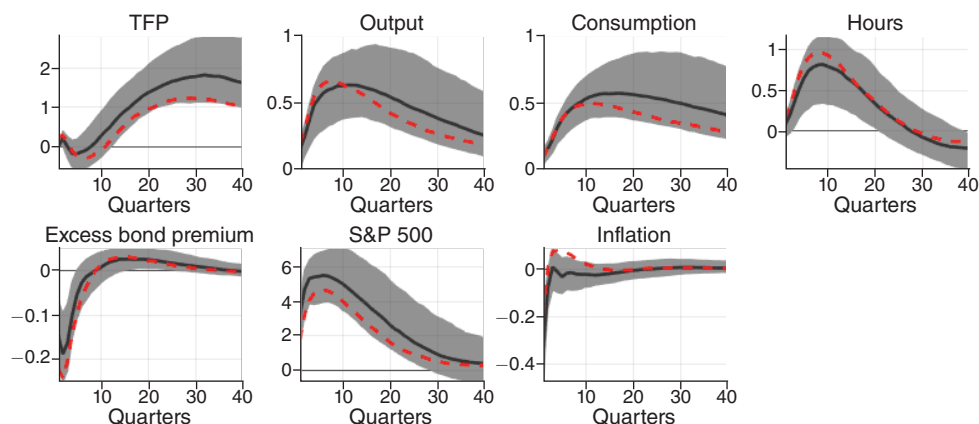 TFP Output Consumption Hours
2 1 0
1 0.5 0
1 0.5 0
1 0.5 0
10 20 30 40 10 20 30 40 10 20 30 40 10 20 30 40
Quarters Quarters Quarters Quarters
Excess bond premium S&P 500 Inflation
0 −0.1 −0.2
6 4 2 0
0 −0.2 −0.4
10 20 30 40 10 20 30 40 10 20 30 40
Quarters Quarters Quarters